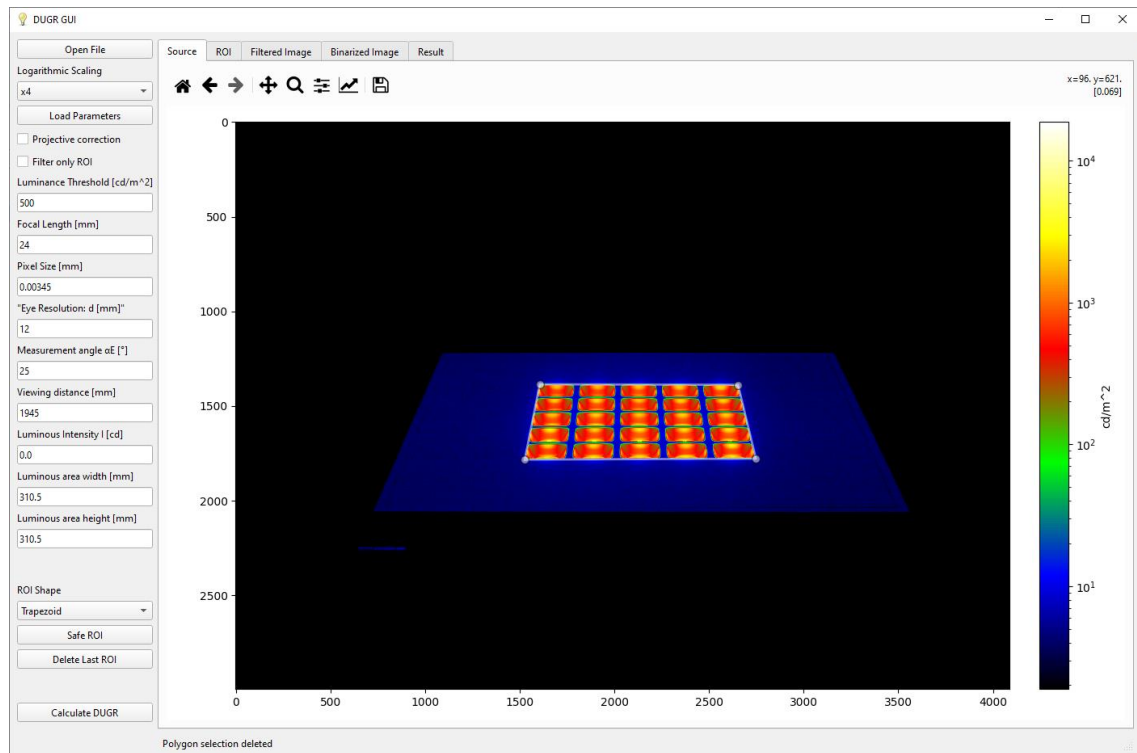 DUGR GUI
Open File
Logarithmic Scaling
x4
Load Parameters
Projective correction
Filter only ROI
Luminance Threshold [cd/m^2]
500
Focal Length [mm]
24
Pixel Size [mm]
0.00345
"Eye Resolution: d [mm]"
12
Measurement angle αE [°]
25
Viewing distance [mm]
1945
Luminous Intensity I [cd]
0.0
Luminous area width [mm]
310.5
Luminous area height [mm]
310.5
ROI Shape
Trapezoid
Safe ROI
Delete Last ROI
Calculate DUGR
Source ROI Filtered Image Binarized Image Result
x=96. y=621.
[0.069]
0
500
1000
1500
2000
2500
0 500 1000 1500 2000 2500 3000 3500 4000
10^4
10^3
10^2
10^1
cd/m^2
Polygon selection deleted